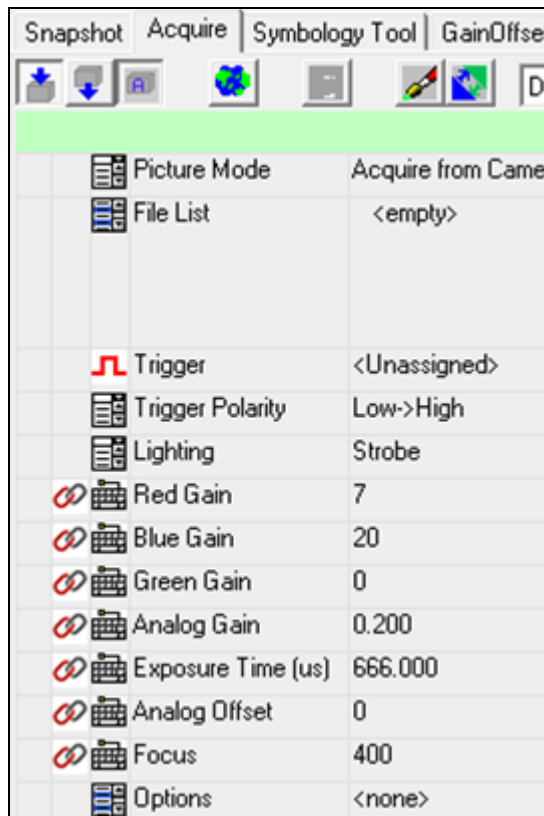 Snapshot Acquire Symbology Tool GainOffse
A D
Picture Mode Acquire from Came
File List <empty>
Trigger <Unassigned>
Trigger Polarity Low->High
Lighting Strobe
Red Gain 7
Blue Gain 20
Green Gain 0
Analog Gain 0.200
Exposure Time (us) 666.000
Analog Offset 0
Focus 400
Options <none>